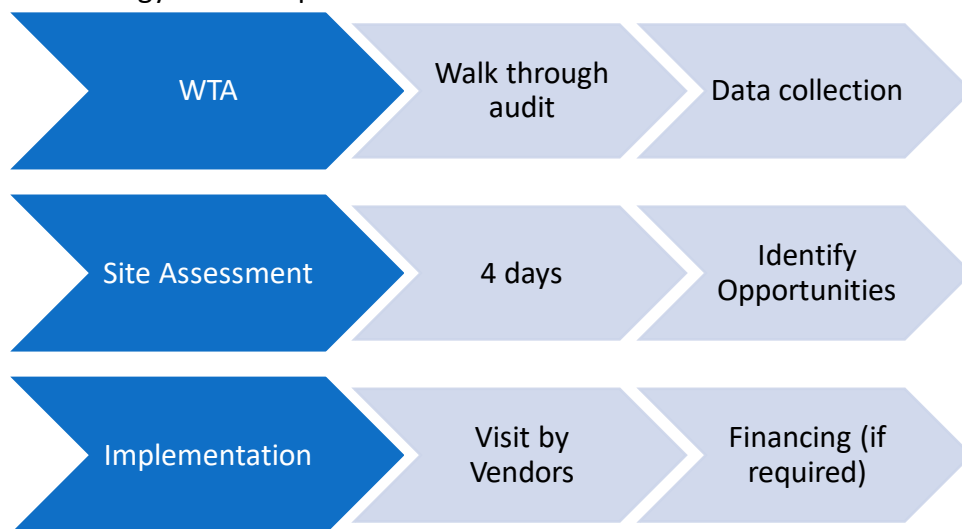 WTA
Walk through
audit
Data collection
Site Assessment
4 days
Identify
Opportunities
Implementation
Visit by
Vendors
Financing (if
required)